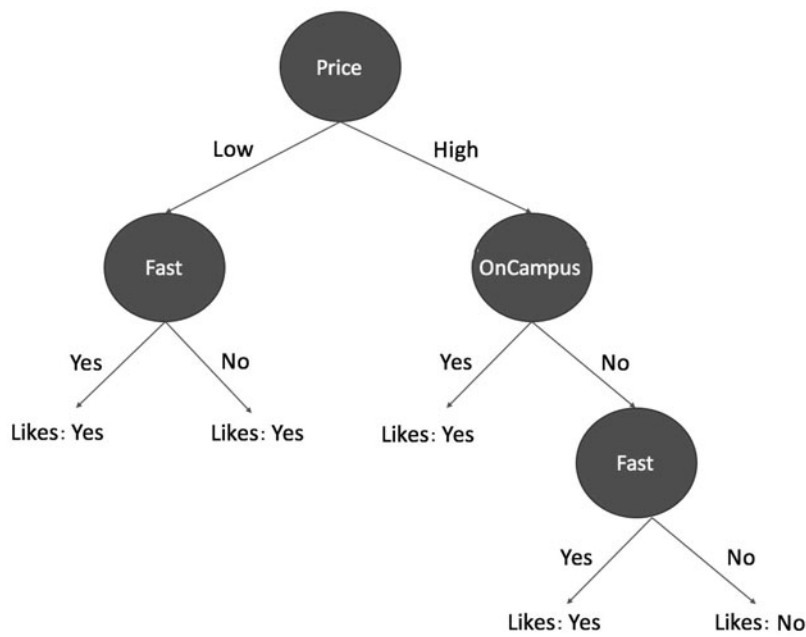 Price
Low
High
Fast
OnCampus
Yes
No
Yes
No
Likes: Yes
Likes: Yes
Likes: Yes
Fast
Yes
No
Likes: Yes
Likes: No